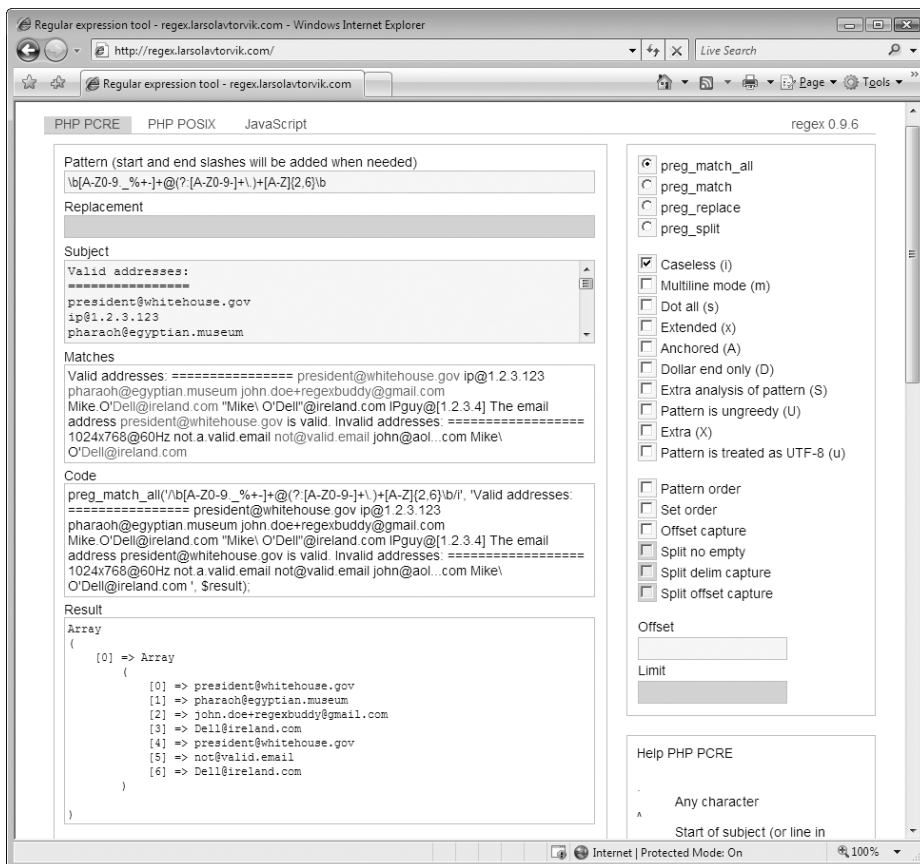 Regular expression tool - regex.larsolavtorvik.com - Windows Internet Explorer
http://regex.larsolavtorvik.com/
Live Search
Regular expression tool - regex.larsolavtorvik.com
Page
Tools
PHP PCRE PHP POSIX JavaScript
regex 0.9.6
Pattern (start and end slashes will be added when needed)
\b[A-Z0-9._%+-]+@(?:[A-Z0-9-]+\.)+[A-Z]{2,6}\b
Replacement
Subject
Valid addresses:
================
president@whitehouse.gov
ip@1.2.3.123
pharaoh@egyptian.museum
Matches
Valid addresses: ================ president@whitehouse.gov ip@1.2.3.123
pharaoh@egyptian.museum john.doe+regexbuddy@gmail.com
Mike.O'Dell@ireland.com "Mike\ O'Dell"@ireland.com IPguy@[1.2.3.4] The email
address president@whitehouse.gov is valid. Invalid addresses: ==================
1024x768@60Hz not.a.valid.email not@valid.email john@aol...com Mike\
O'Dell@ireland.com
Code
preg_match_all('/\b[A-Z0-9._%+-]+@(?:[A-Z0-9-]+\.)+[A-Z]{2,6}\b/i', 'Valid addresses:
================ president@whitehouse.gov ip@1.2.3.123
pharaoh@egyptian.museum john.doe+regexbuddy@gmail.com
Mike.O'Dell@ireland.com "Mike\ O'Dell"@ireland.com IPguy@[1.2.3.4] The email
address president@whitehouse.gov is valid. Invalid addresses: ==================
1024x768@60Hz not.a.valid.email not@valid.email john@aol...com Mike\
O'Dell@ireland.com ', $result);
Result
Array
(
[0] => Array
(
[0] => president@whitehouse.gov
[1] => pharaoh@egyptian.museum
[2] => john.doe+regexbuddy@gmail.com
[3] => Dell@ireland.com
[4] => president@whitehouse.gov
[5] => not@valid.email
[6] => Dell@ireland.com
)
)
preg_match_all
preg_match
preg_replace
preg_split
Caseless (i)
Multiline mode (m)
Dot all (s)
Extended (x)
Anchored (A)
Dollar end only (D)
Extra analysis of pattern (S)
Pattern is ungreedy (U)
Extra (X)
Pattern is treated as UTF-8 (u)
Pattern order
Set order
Offset capture
Split no empty
Split delim capture
Split offset capture
Offset
Limit
Help PHP PCRE
.
Any character
^
Start of subject (or line in
Internet | Protected Mode: On
100%